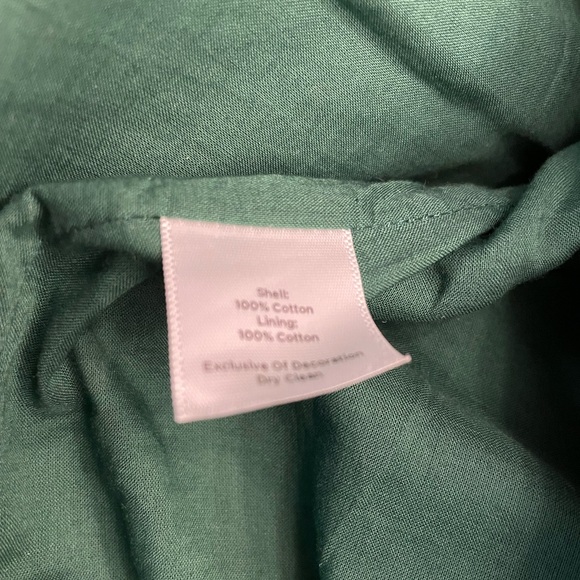 Shell:
100% Cotton
Lining:
100% Cotton
Exclusive Of Decoration
Dry Clean